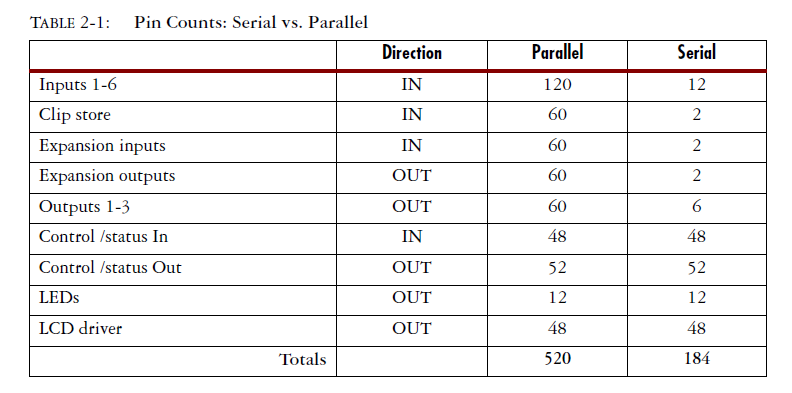 TABLE 2-1: Pin Counts: Serial vs. Parallel
Direction Parallel Serial
Inputs 1-6 IN 120 12
Clip store IN 60 2
Expansion inputs IN 60 2
Expansion outputs OUT 60 2
Outputs 1-3 OUT 60 6
Control /status In IN 48 48
Control /status Out OUT 52 52
LEDs OUT 12 12
LCD driver OUT 48 48
Totals 520 184